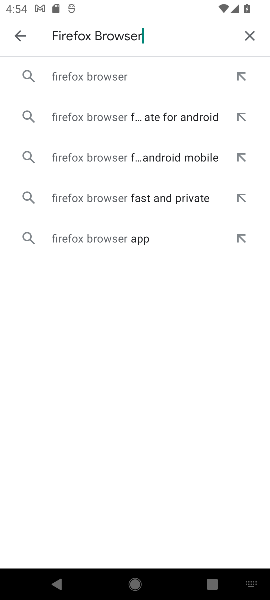 4:54
Firefox Browser
firefox browser
firefox browser f... ate for android
firefox browser f...android mobile
firefox browser fast and private
firefox browser app